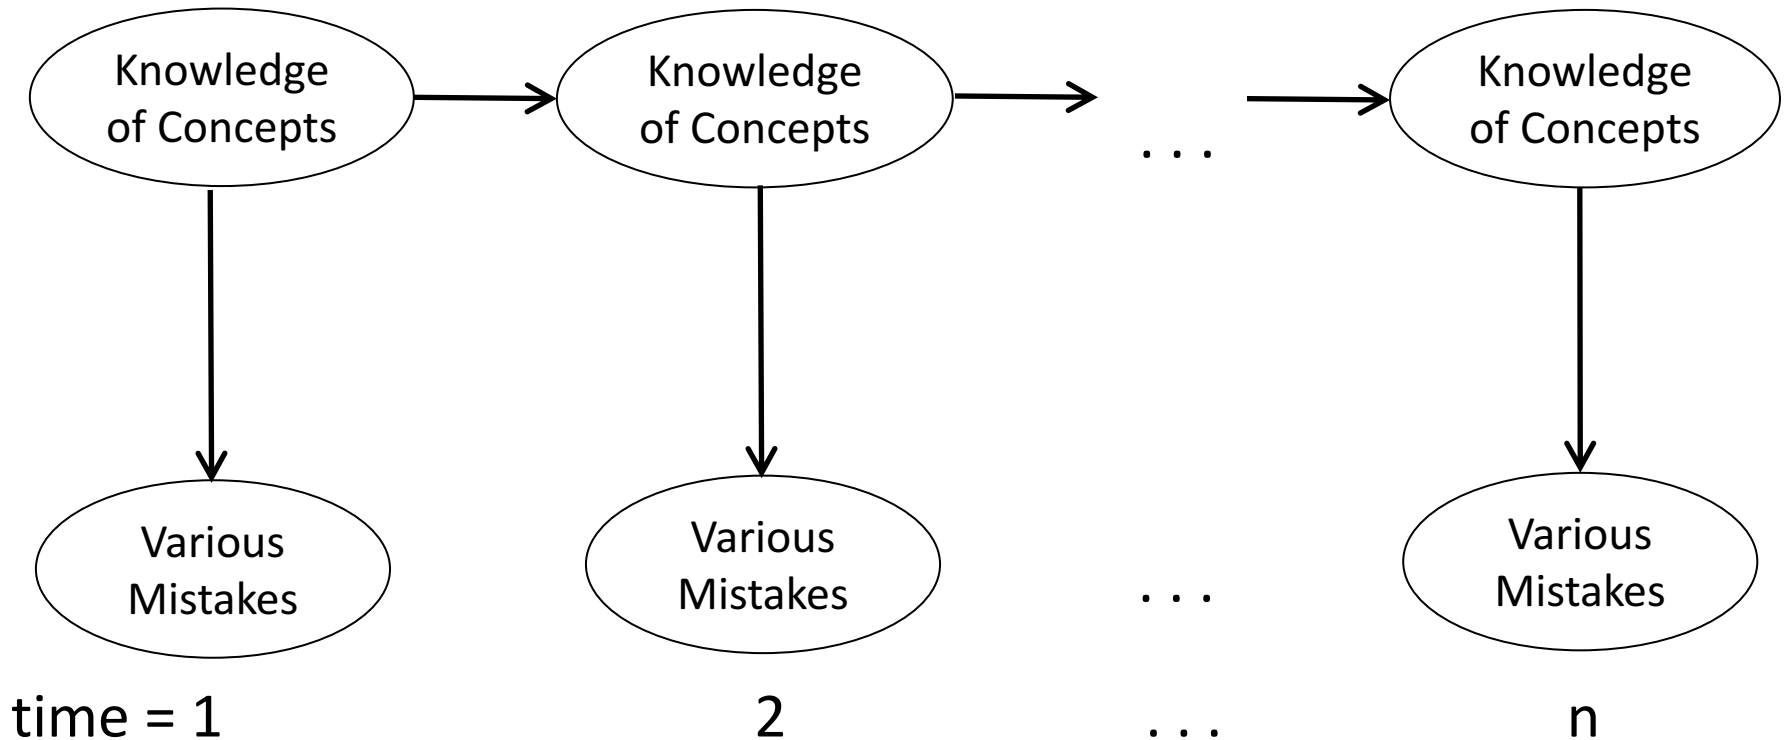 Knowledge
of Concepts
Knowledge
of Concepts
. . .
Knowledge
of Concepts
Various
Mistakes
Various
Mistakes
. . .
Various
Mistakes
time = 1
2
. . .
n